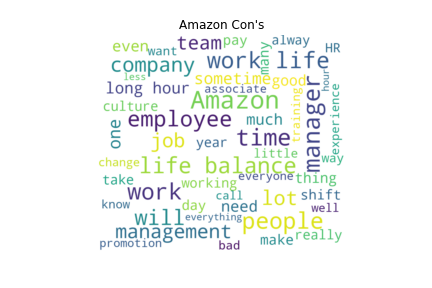 Amazon Con's
even
team
pay
many
alway
HR
want
work life
company
less
sometime
good
long hour
associate
hour
manager
Amazon
training
experience
culture
employee
much
one
job
year
time
little
way
change
life balance
everyone
thing
take
working
work
call
lot
shift
know
day
need
well
will
everything
people
management
make
really
promotion
bad